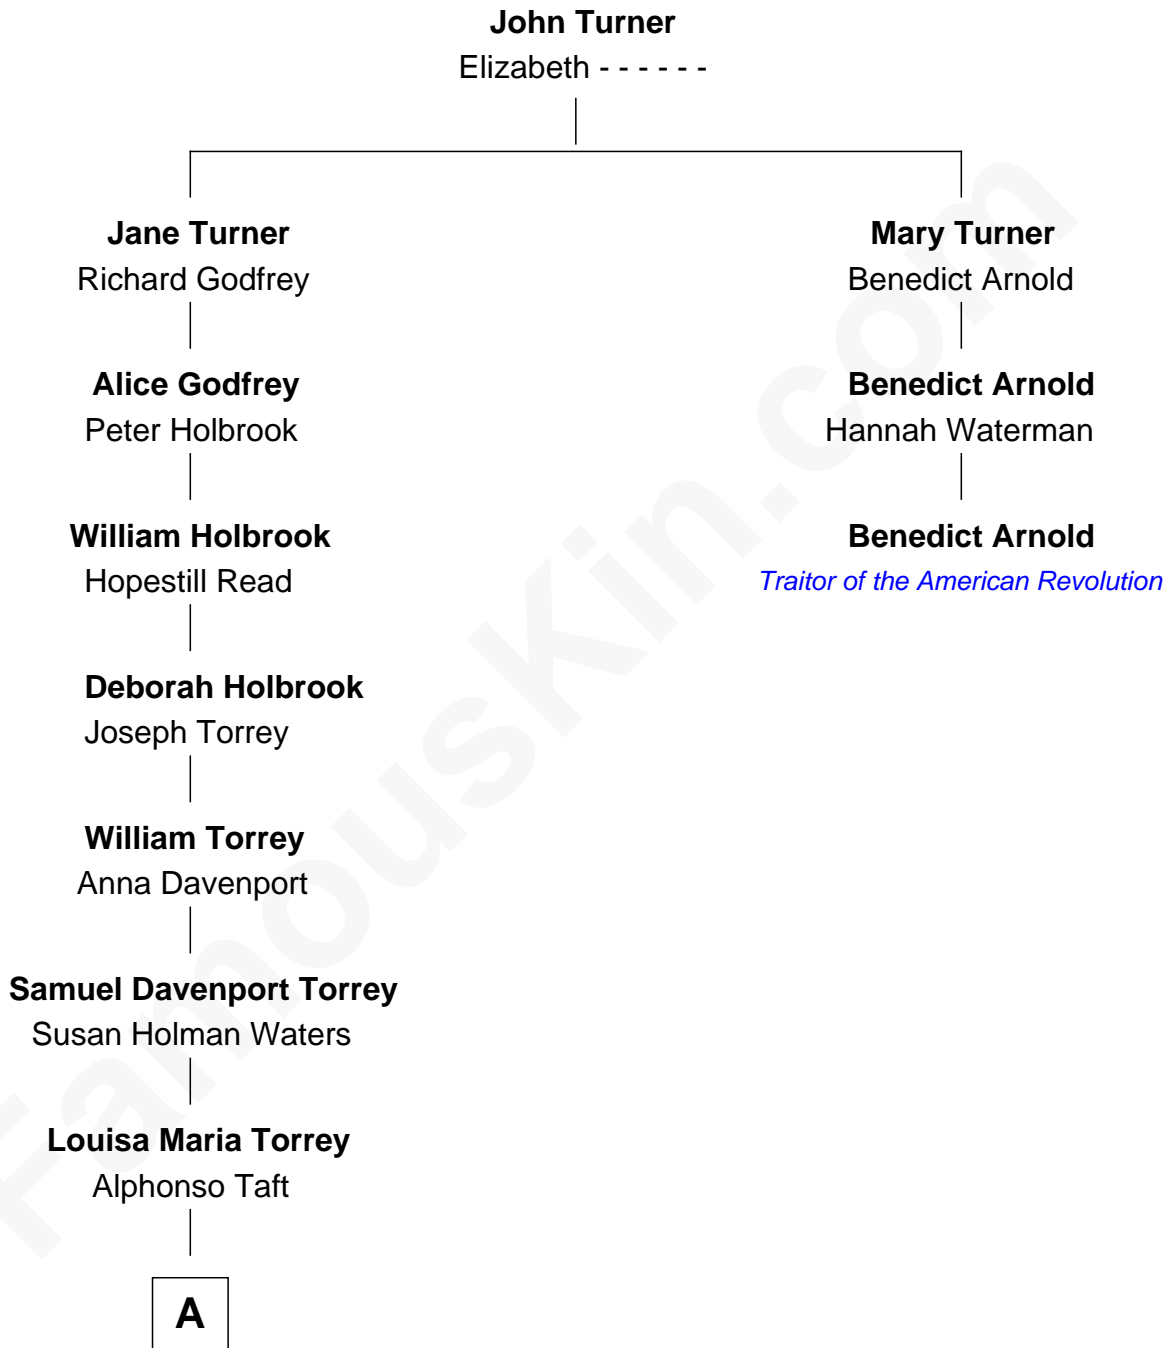 John Turner
Elizabeth - - - - - -
Jane Turner
Richard Godfrey
Mary Turner
Benedict Arnold
Alice Godfrey
Peter Holbrook
Benedict Arnold
Hannah Waterman
William Holbrook
Hopestill Read
Benedict Arnold
Traitor of the American Revolution
Deborah Holbrook
Joseph Torrey
William Torrey
Anna Davenport
Samuel Davenport Torrey
Susan Holman Waters
Louisa Maria Torrey
Alphonso Taft
A
FamousKin.com